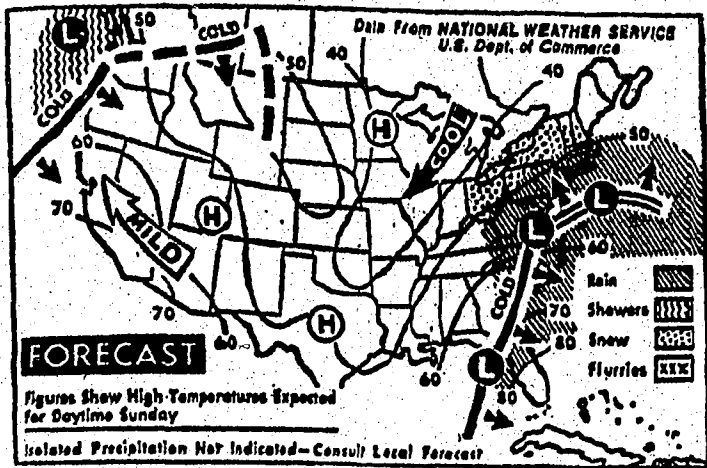 Data From NATIONAL WEATHER SERVICE
U.S. Dept. of Commerce
L
50
COLD
50
40
40
COLD
H
COOL
50
60
L
L
70
H
MILD
60
Rain
COLD
Showers
70
70
H
Snow
80
60
FORECAST
L
Flurries XXX
60
80
Figures Show High Temperatures Expected
for Daytime Sunday
Isolated Precipitation Not Indicated—Consult Local Forecast